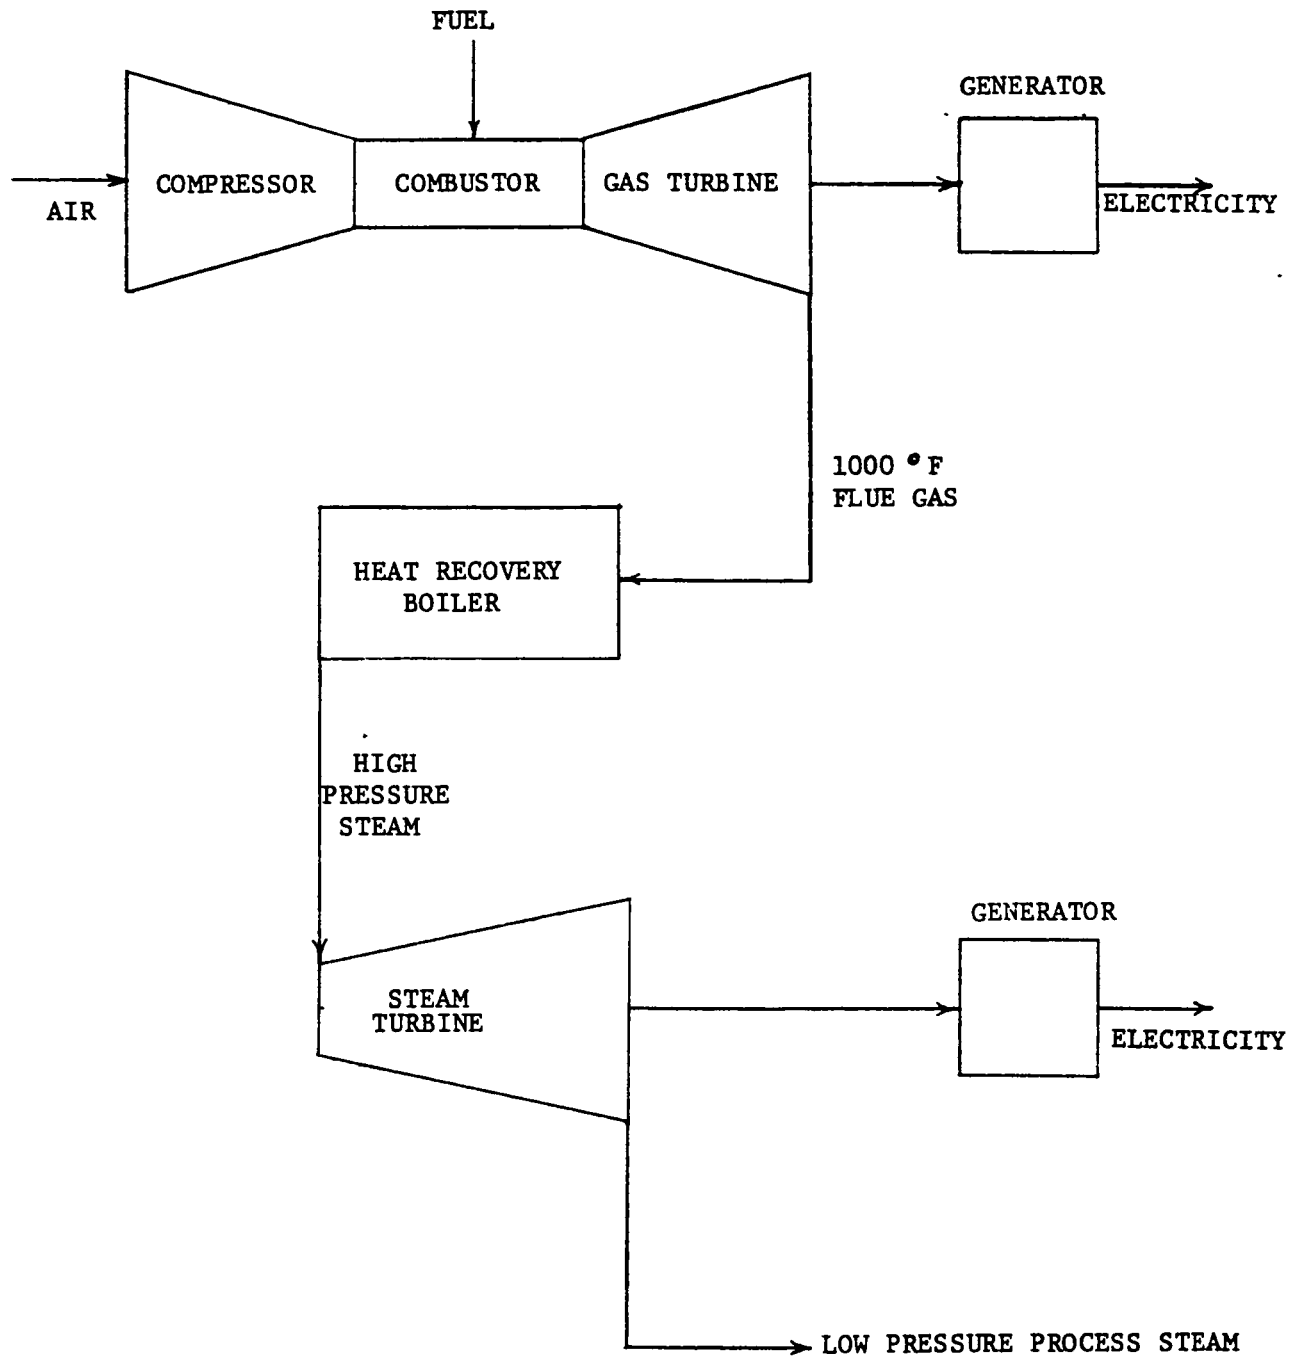 FUEL
GENERATOR
COMPRESSOR
COMBUSTOR
GAS TURBINE
AIR
ELECTRICITY
1000 °F
FLUE GAS
HEAT RECOVERY
BOILER
HIGH
PRESSURE
STEAM
GENERATOR
STEAM
TURBINE
ELECTRICITY
LOW PRESSURE PROCESS STEAM